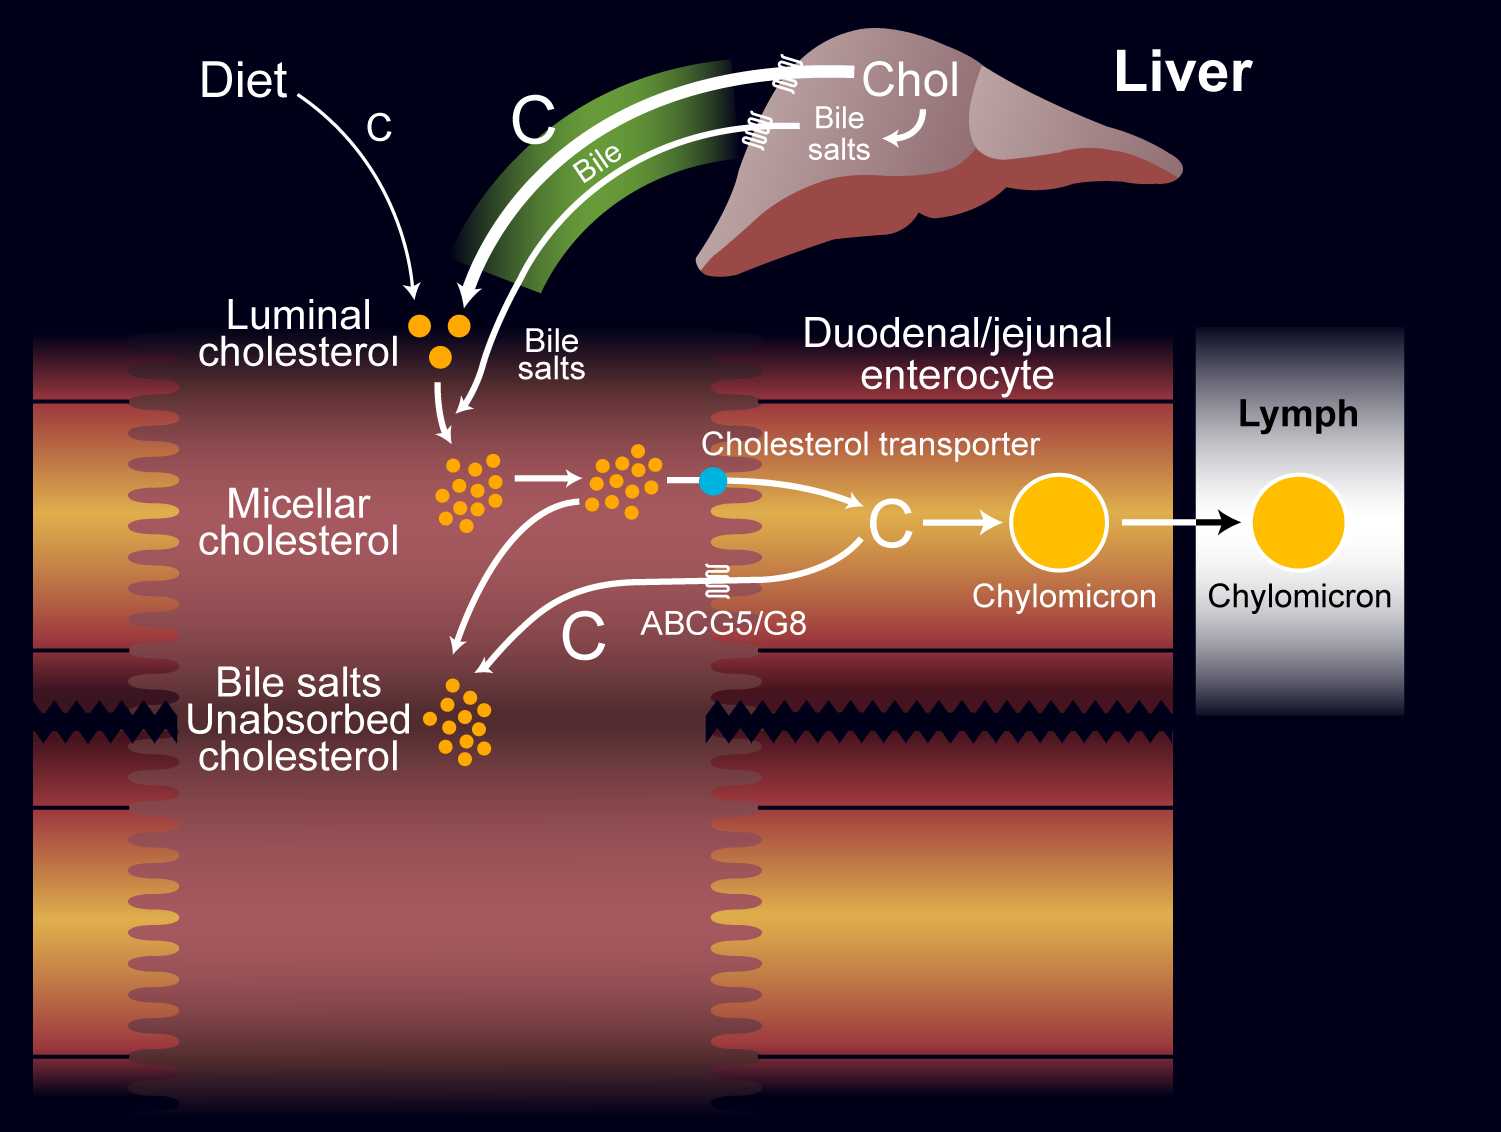 Liver
Diet
C
C
Bile
Chol
Bile
salts
Luminal
cholesterol
Bile
salts
Duodenal/jejunal
enterocyte
Lymph
Cholesterol transporter
Micellar
cholesterol
C
Chylomicron
Chylomicron
C
ABCG5/G8
Bile salts
Unabsorbed
cholesterol